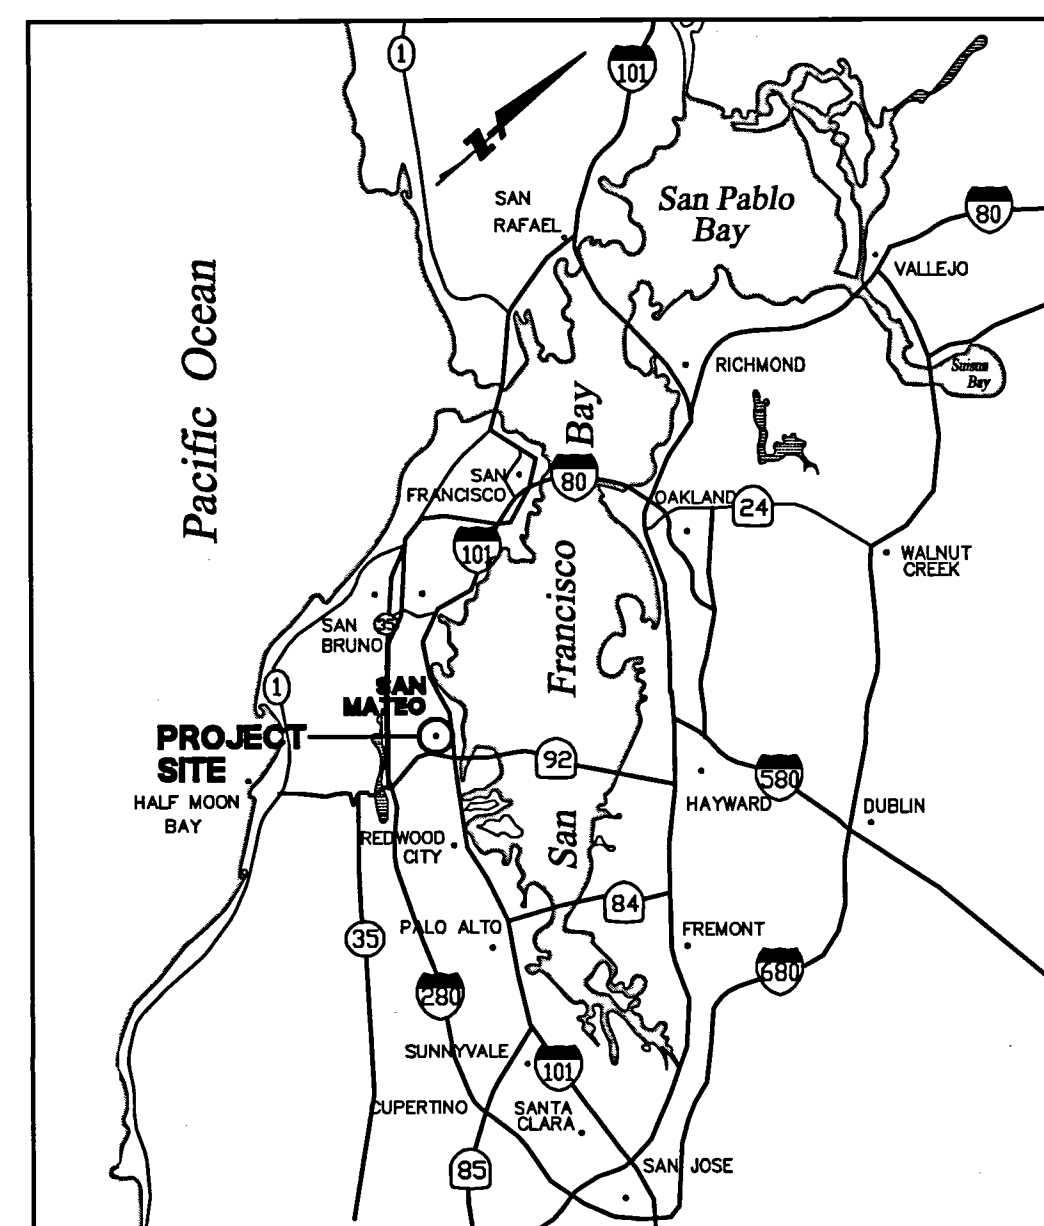 1
101
N
SAN
RAFAEL
San Pablo
Bay
80
VALLEJO
Pacific Ocean
RICHMOND
Suisun
Bay
San Francisco Bay
SAN
FRANCISCO
80
OAKLAND
24
101
WALNUT
CREEK
SAN
BRUNO
35
1
SAN
MATEO
PROJECT
SITE
92
580
HALF MOON
BAY
HAYWARD
DUBLIN
REDWOOD
CITY
84
PALO ALTO
FREMONT
35
680
280
SUNNYVALE
101
CUPERTINO
SANTA
CLARA
85
SAN JOSE